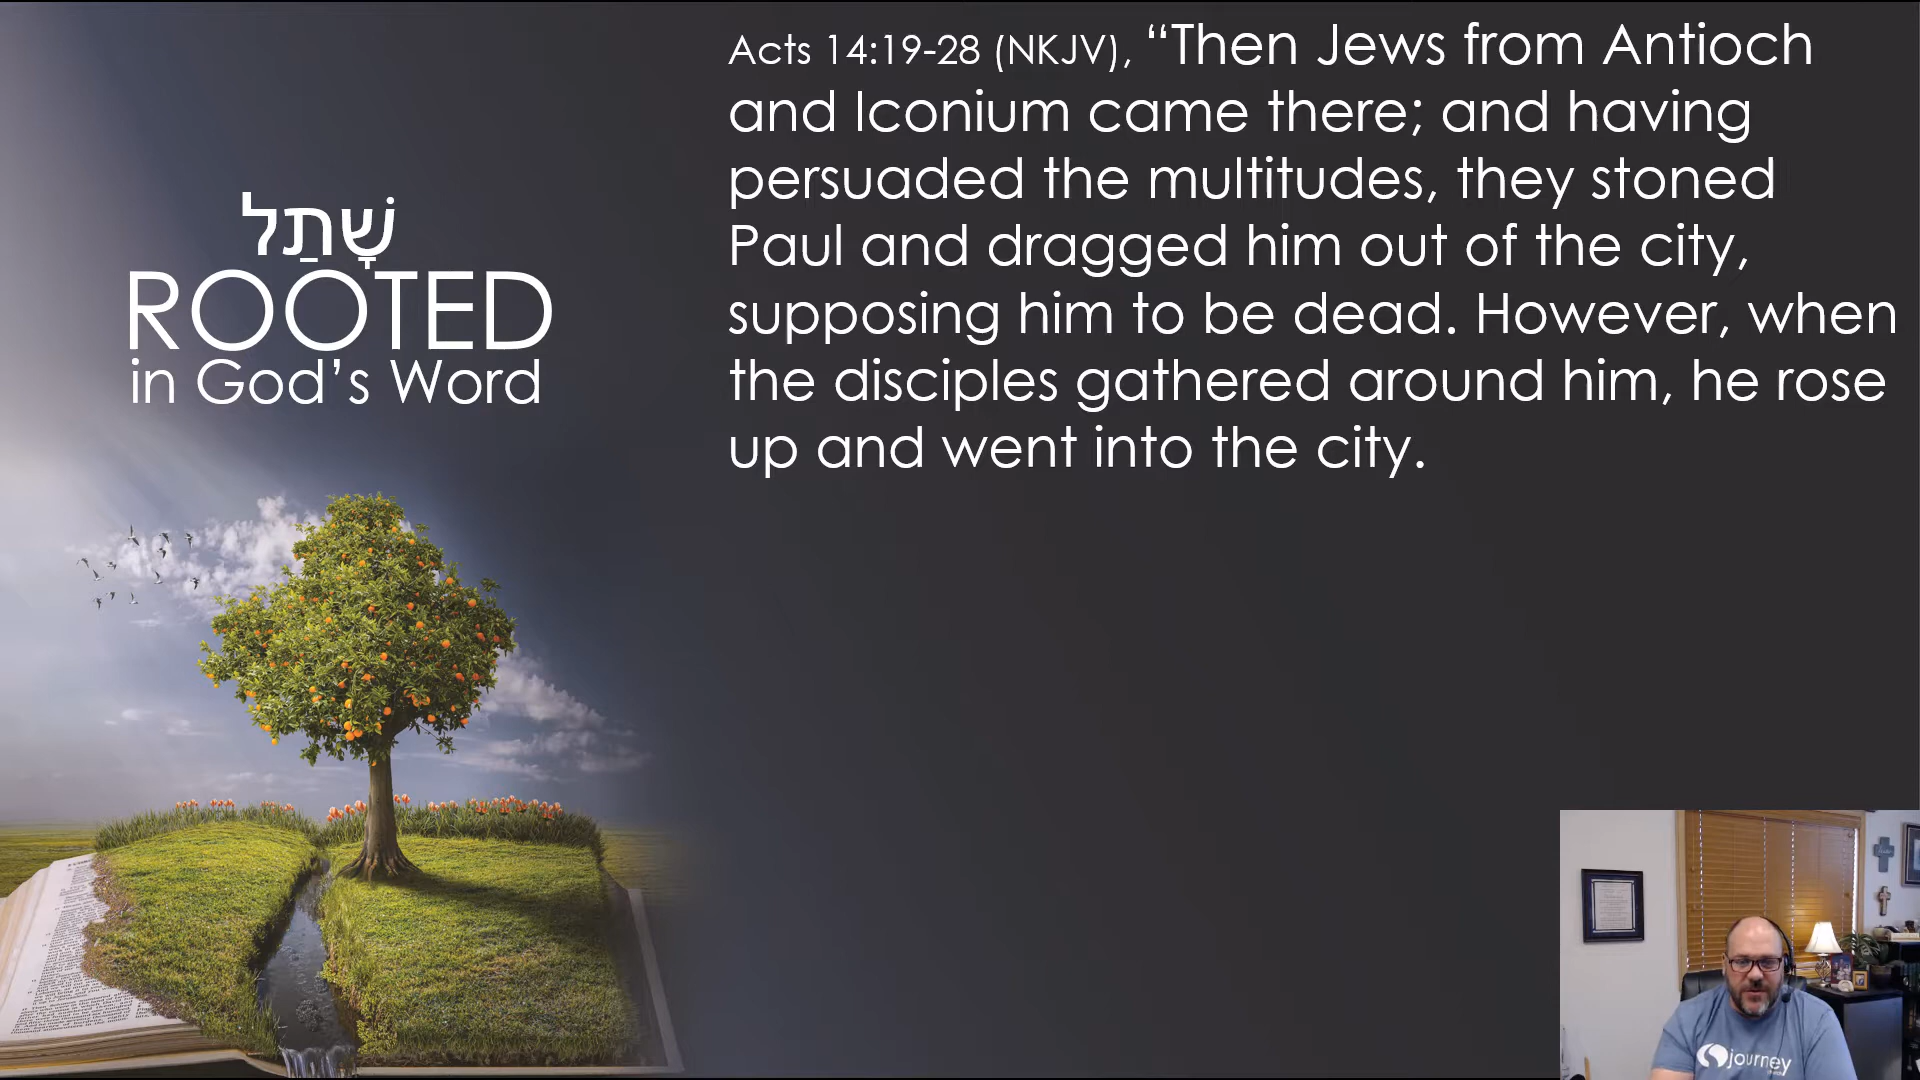 שָׁתַל
ROOTED
in God’s Word
Acts 14:19-28 (NKJV), “Then Jews from Antioch
and Iconium came there; and having
persuaded the multitudes, they stoned
Paul and dragged him out of the city,
supposing him to be dead. However, when
the disciples gathered around him, he rose
up and went into the city.
journey